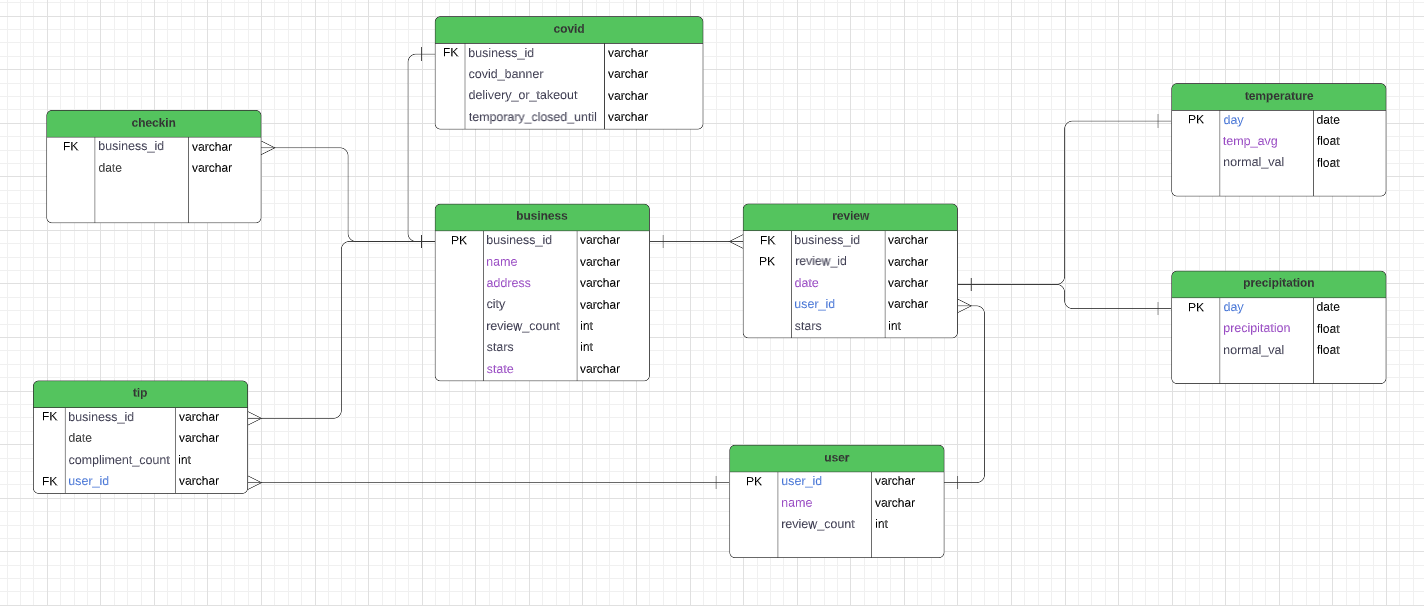 covid
FK business_id varchar
covid_banner varchar
delivery_or_takeout varchar
temporary_closed_until varchar
temperature
PK day date
temp_avg float
normal_val float
checkin
FK business_id varchar
date varchar
business
PK business_id varchar
name varchar
address varchar
city varchar
review_count int
stars int
state varchar
review
FK business_id varchar
PK review_id varchar
date varchar
user_id varchar
stars int
precipitation
PK day date
precipitation float
normal_val float
tip
FK business_id varchar
date varchar
compliment_count int
FK user_id varchar
user
PK user_id varchar
name varchar
review_count int